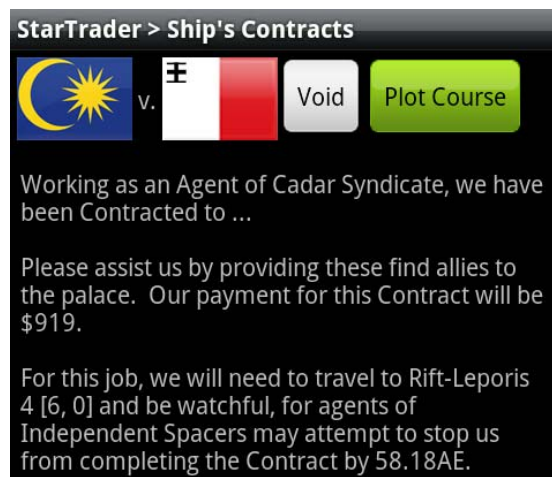 StarTrader > Ship's Contracts
v. Void Plot Course
Working as an Agent of Cadar Syndicate, we have
been Contracted to ...
Please assist us by providing these find allies to
the palace.  Our payment for this Contract will be
$919.
For this job, we will need to travel to Rift-Leporis
4 [6, 0] and be watchful, for agents of
Independent Spacers may attempt to stop us
from completing the Contract by 58.18AE.